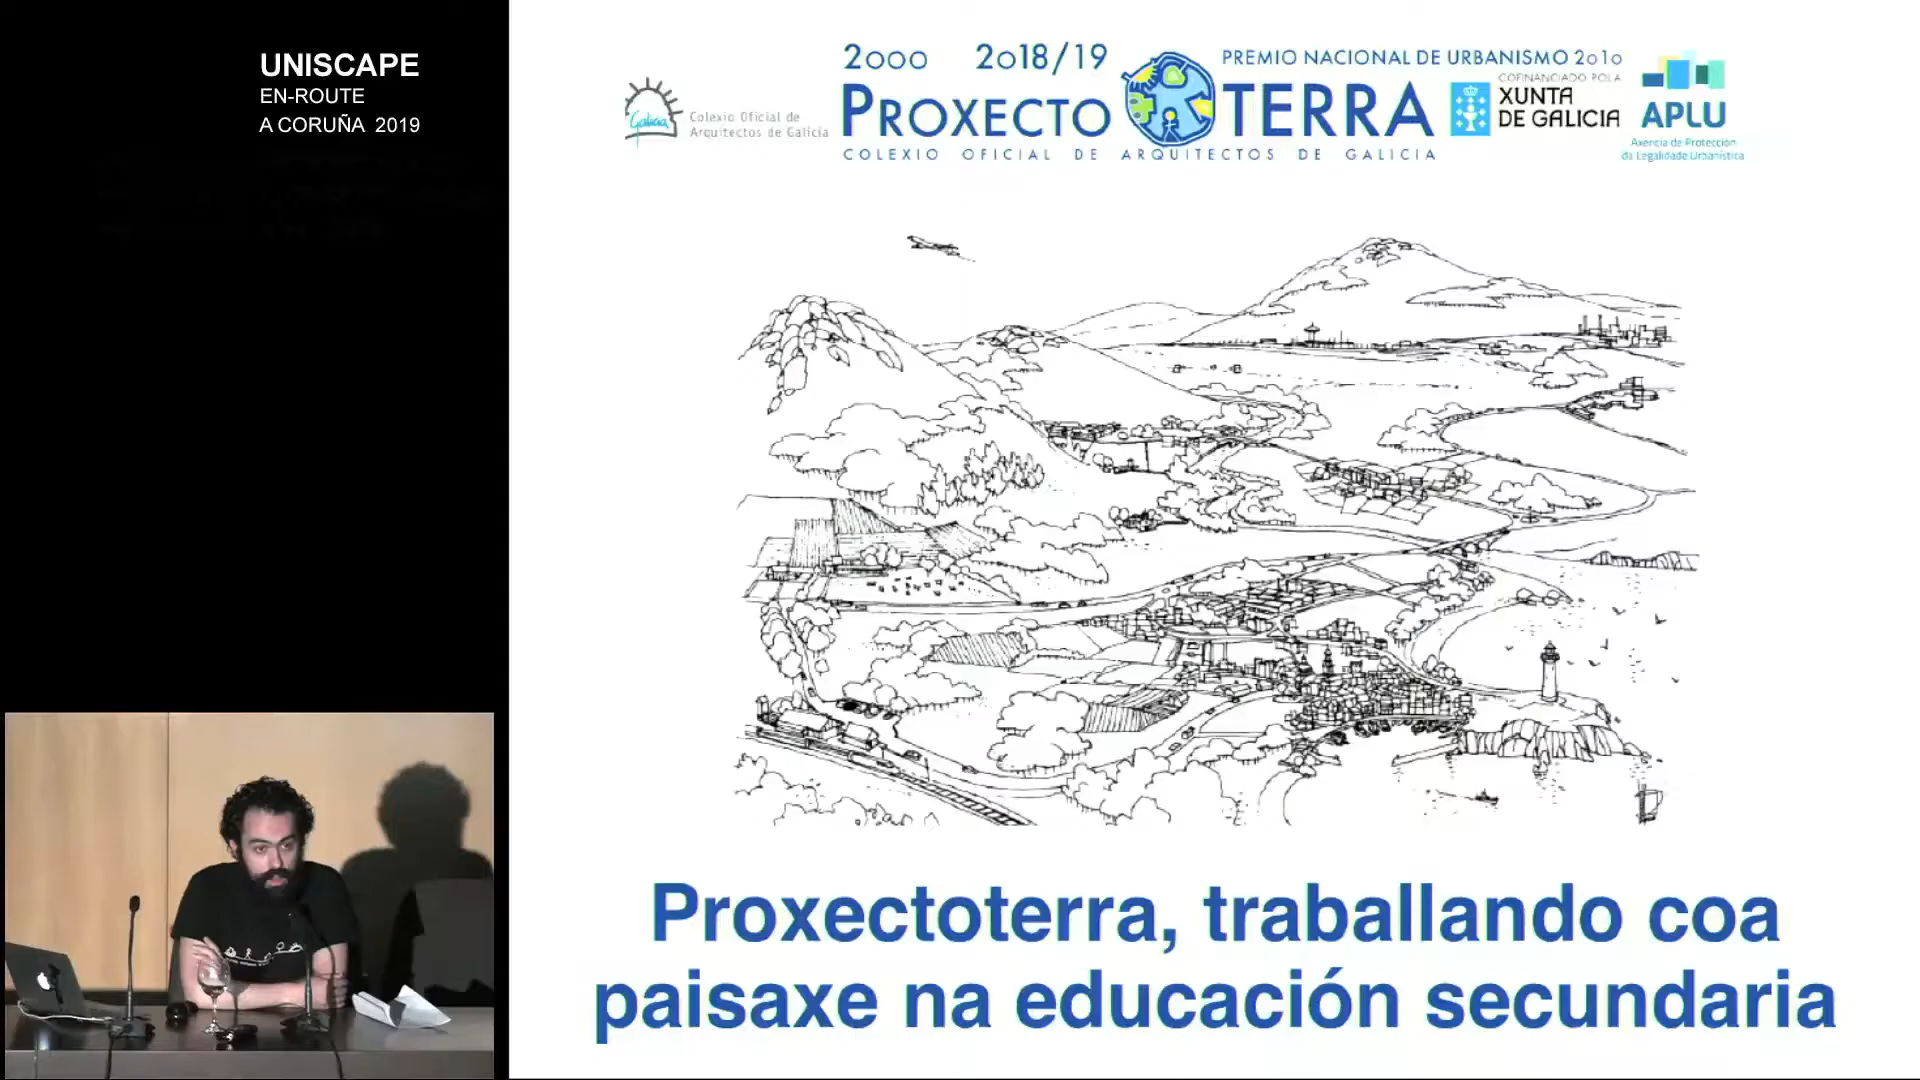 UNISCAPE
EN-ROUTE
A CORUÑA 2019
2000 2018/19
PREMIO NACIONAL DE URBANISMO 2010
Galicia
Colexio Oficial de
Arquitectos de Galicia
PROXECTO TERRA
COLEXIO OFICIAL DE ARQUITECTOS DE GALICIA
COFINANCIADO POLA
XUNTA
DE GALICIA
APLU
Axencia de Protección
da Legalidade Urbanística
Proxectoterra, traballando coa
paisaxe na educación secundaria